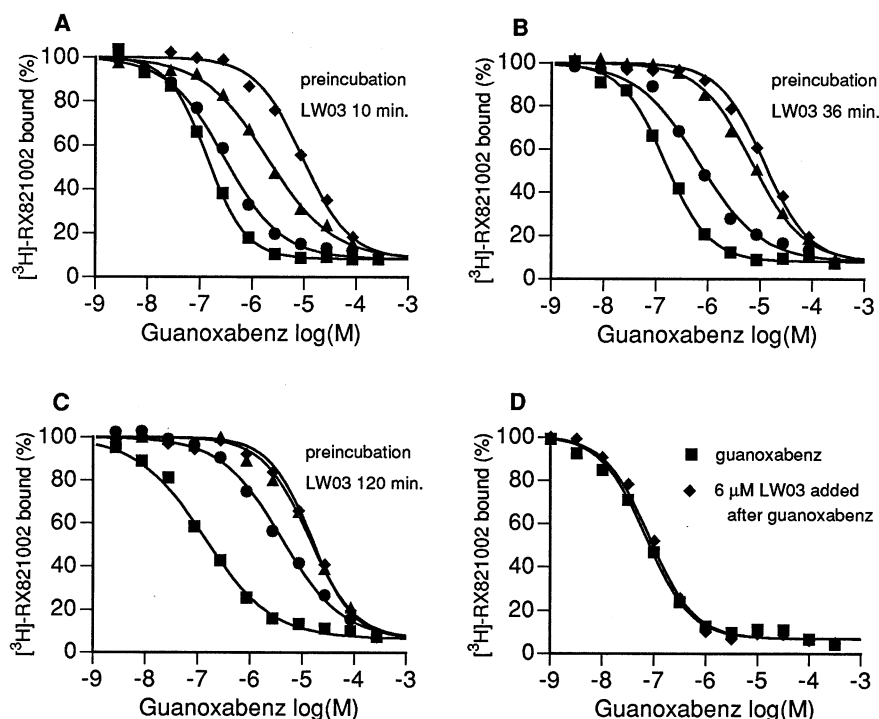 A
[³H]-RX821002 bound (%)
100
80
60
40
20
0
preincubation
LW03 10 min.
-9 -8 -7 -6 -5 -4 -3
Guanoxabenz log(M)
B
[³H]-RX821002 bound (%)
100
80
60
40
20
0
preincubation
LW03 36 min.
-9 -8 -7 -6 -5 -4 -3
Guanoxabenz log(M)
C
[³H]-RX821002 bound (%)
100
80
60
40
20
0
preincubation
LW03 120 min.
-9 -8 -7 -6 -5 -4 -3
Guanoxabenz log(M)
D
[³H]-RX821002 bound (%)
100
80
60
40
20
0
guanoxabenz
6 µM LW03 added
after guanoxabenz
-9 -8 -7 -6 -5 -4 -3
Guanoxabenz log(M)